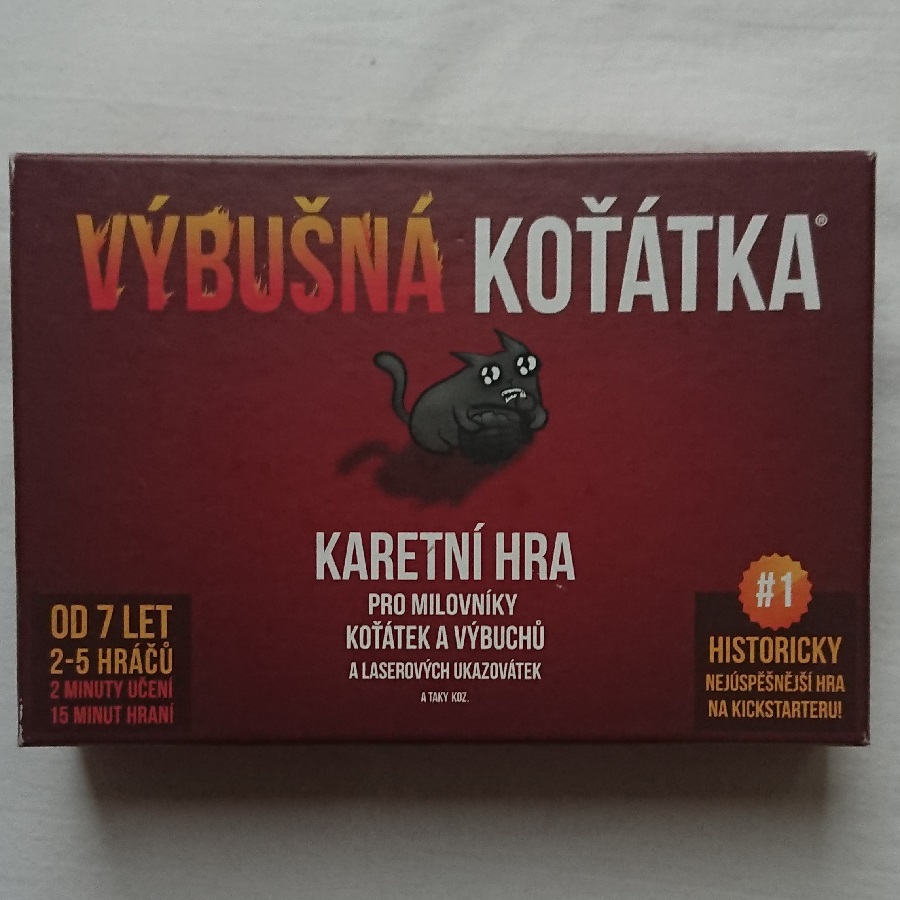 VÝBUŠNÁ KOŤÁTKA®
KARETNÍ HRA
PRO MILOVNÍKY
KOŤÁTEK A VÝBUCHŮ
A LASEROVÝCH UKAZOVÁTEK
A TAKY KOZ.
OD 7 LET
2-5 HRÁČŮ
2 MINUTY UČENÍ
15 MINUT HRANÍ
#1
HISTORICKY
NEJÚSPĚŠNĚJŠÍ HRA
NA KICKSTARTERU!